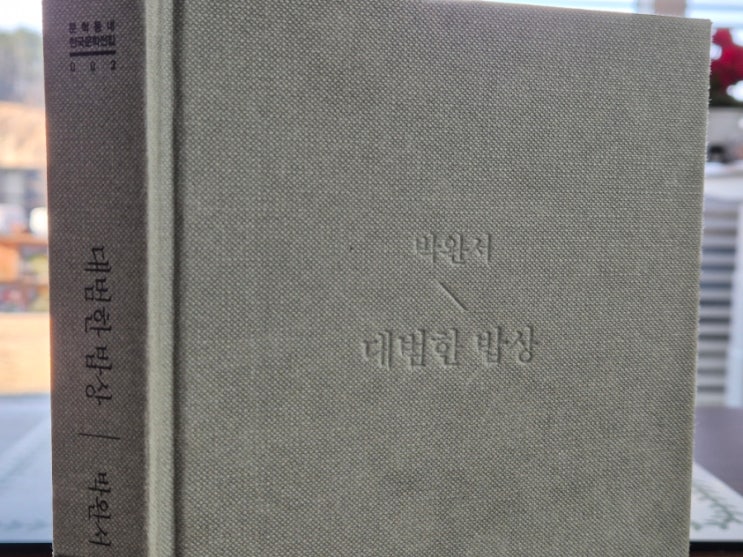 문학동네
한국문학전집
002
대범한 밥상 | 박완서
박완서
대범한 밥상